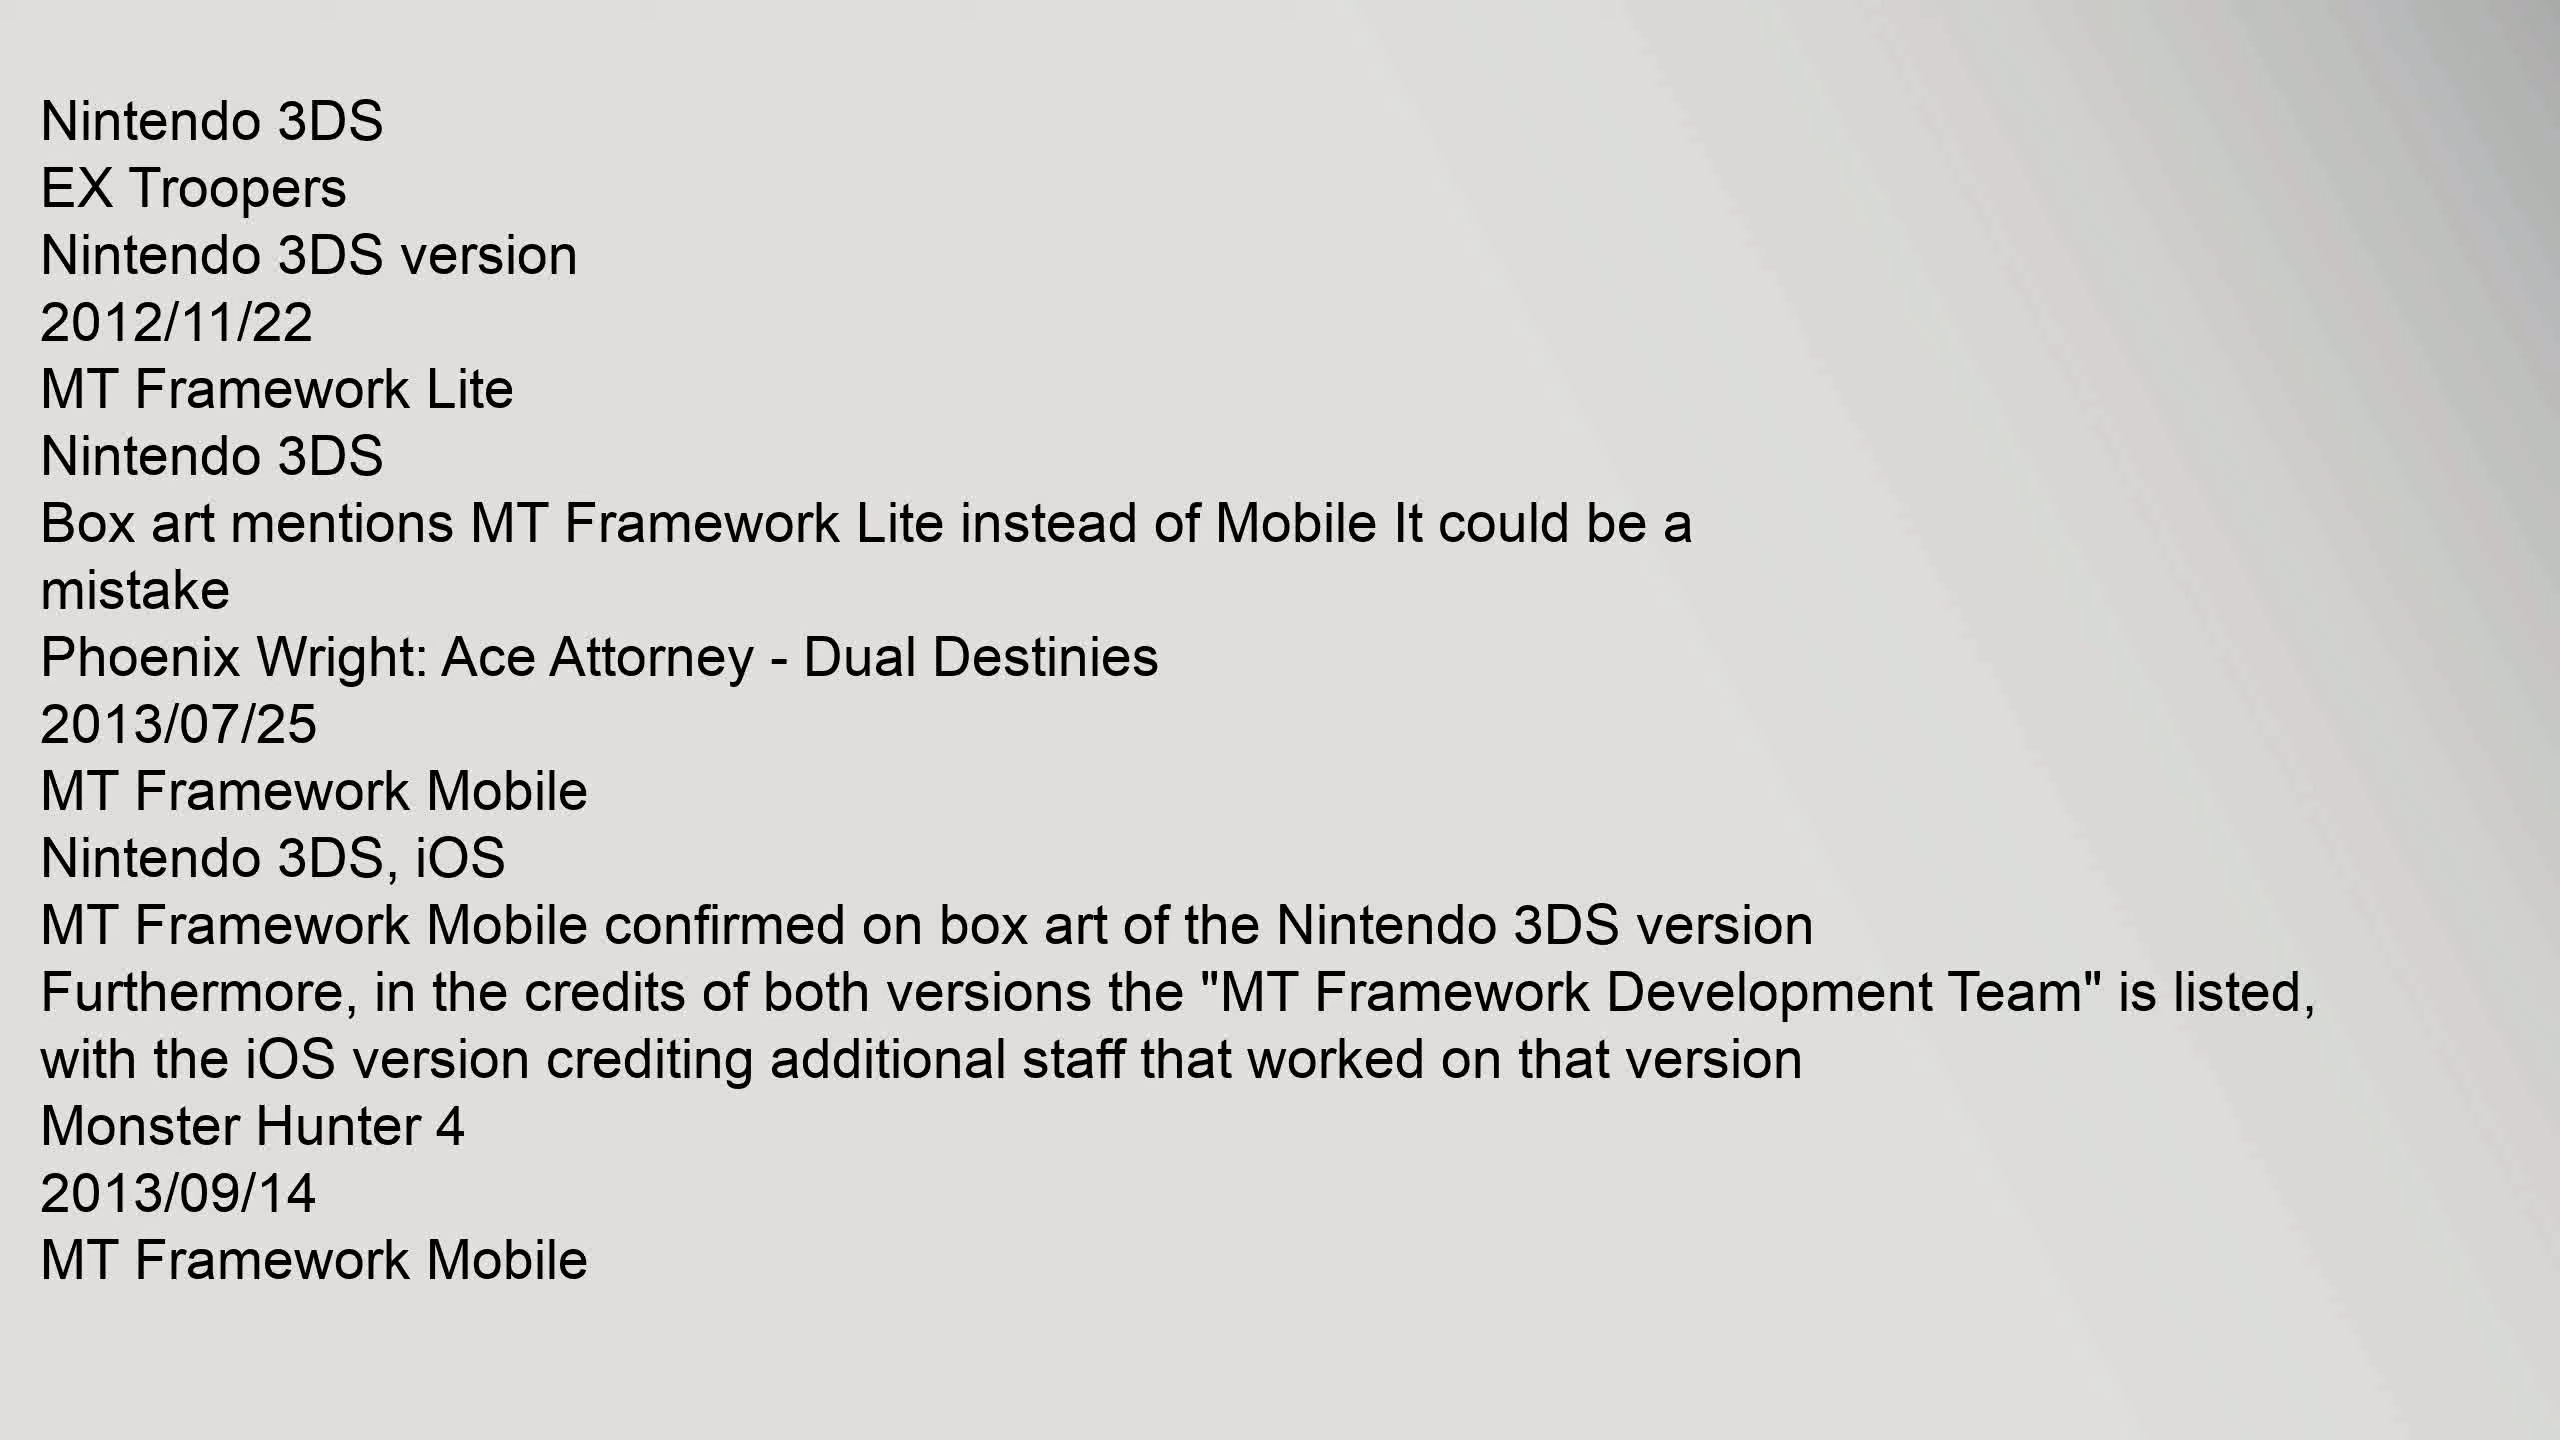 Nintendo 3DS
EX Troopers
Nintendo 3DS version
2012/11/22
MT Framework Lite
Nintendo 3DS
Box art mentions MT Framework Lite instead of Mobile It could be a
mistake
Phoenix Wright: Ace Attorney - Dual Destinies
2013/07/25
MT Framework Mobile
Nintendo 3DS, iOS
MT Framework Mobile confirmed on box art of the Nintendo 3DS version
Furthermore, in the credits of both versions the "MT Framework Development Team" is listed,
with the iOS version crediting additional staff that worked on that version
Monster Hunter 4
2013/09/14
MT Framework Mobile